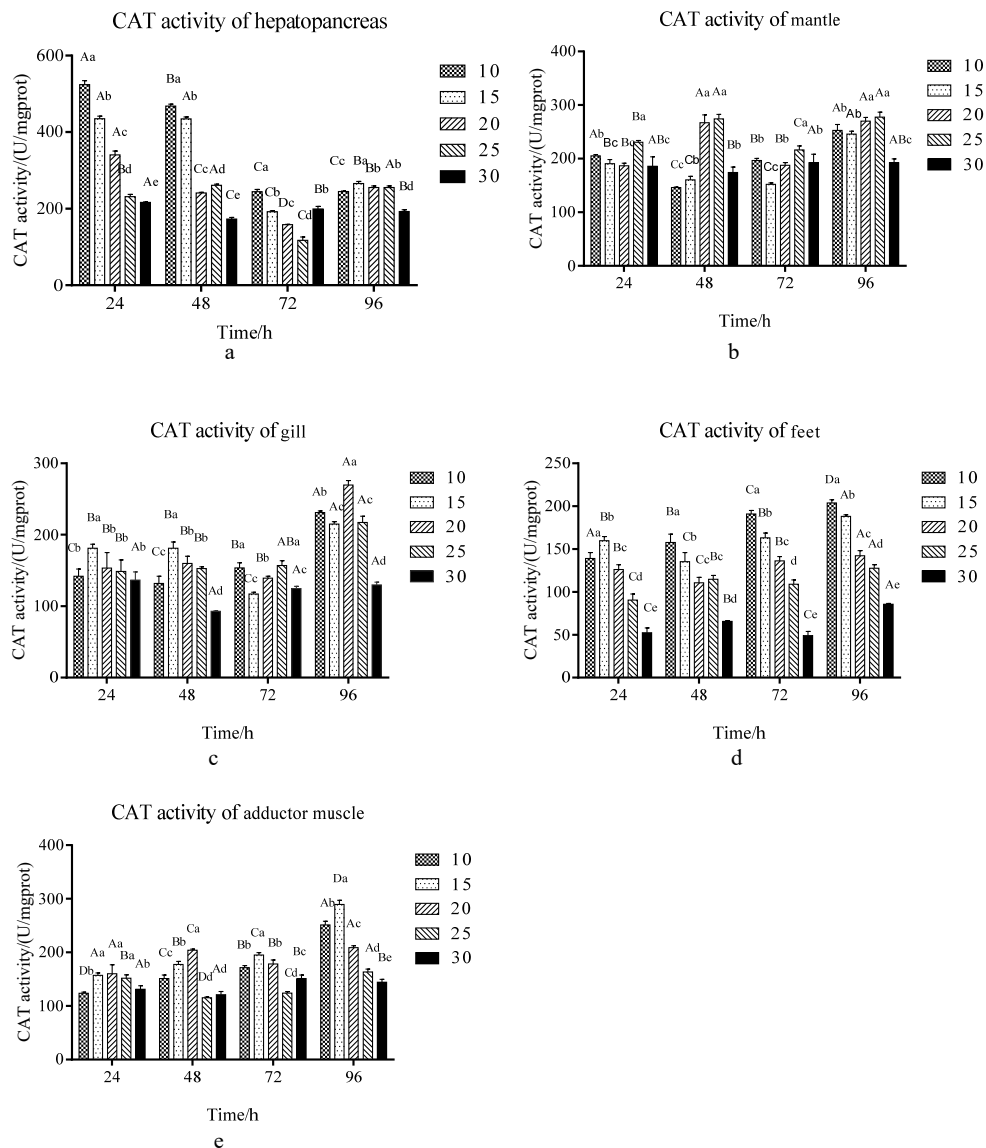 CAT activity of hepatopancreas
CAT activity/(U/mgprot)
600
400
200
0
Aa Ab Ac Bd Ae
Ba Ab Cc Ad Ce
Ca Cb Dc Cd Bb
Cc Ba Bb Ab Bd
24 48 72 96
Time/h
a
10
15
20
25
30
CAT activity of mantle
CAT activity/(U/mgprot)
400
300
200
100
0
Ab Bc Bc Ba ABc
Cc Cb Aa Aa Bb
Bb Cc Bb Ca Ab
Ab Ab Aa Aa ABc
24 48 72 96
Time/h
b
10
15
20
25
30
CAT activity of gill
CAT activity/(U/mgprot)
300
200
100
0
Cb Ba Bb Bb Ab
Cc Ba Bb Bb Ad
Ba Cc Bb ABa Ac
Ab Ac Aa Ac Ad
24 48 72 96
Time/h
c
10
15
20
25
30
CAT activity of feet
CAT activity/(U/mgprot)
250
200
150
100
50
0
Aa Bb Bc Cd Ce
Ba Cb Cc Bc Bd
Ca Bb Bc d Ce
Da Ab Ac Ad Ae
24 48 72 96
Time/h
d
10
15
20
25
30
CAT activity of adductor muscle
CAT activity/(U/mgprot)
400
300
200
100
0
Db Aa Aa Ba Ab
Cc Bb Ca Dd Ad
Bb Ca Bb Cd Bc
Ab Da Ac Ad Be
24 48 72 96
Time/h
e
10
15
20
25
30